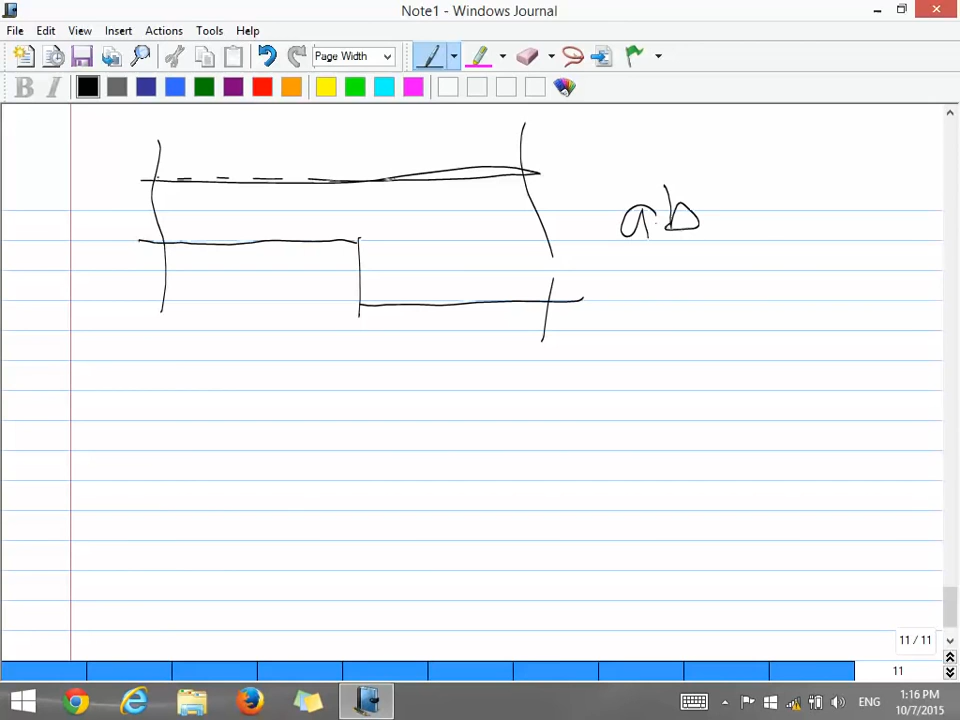 Note1 - Windows Journal
File Edit View Insert Actions Tools Help
Page Width
B I
ab
11 / 11
11
ENG
1:16 PM
10/7/2015